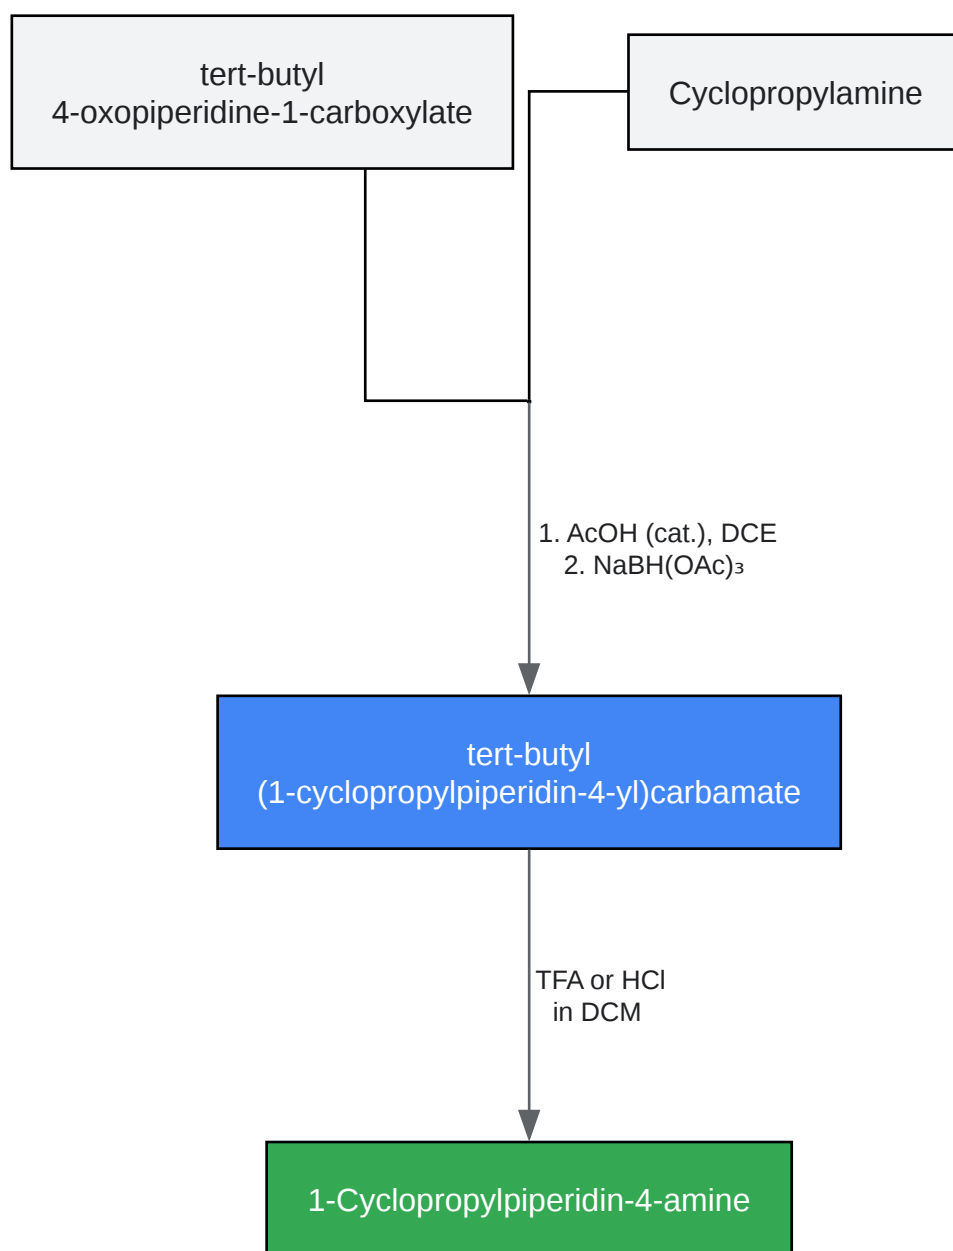 tert-butyl
4-oxopiperidine-1-carboxylate
Cyclopropylamine
1. AcOH (cat.), DCE
2. NaBH(OAc)₃
tert-butyl
(1-cyclopropylpiperidin-4-yl)carbamate
TFA or HCl
in DCM
1-Cyclopropylpiperidin-4-amine